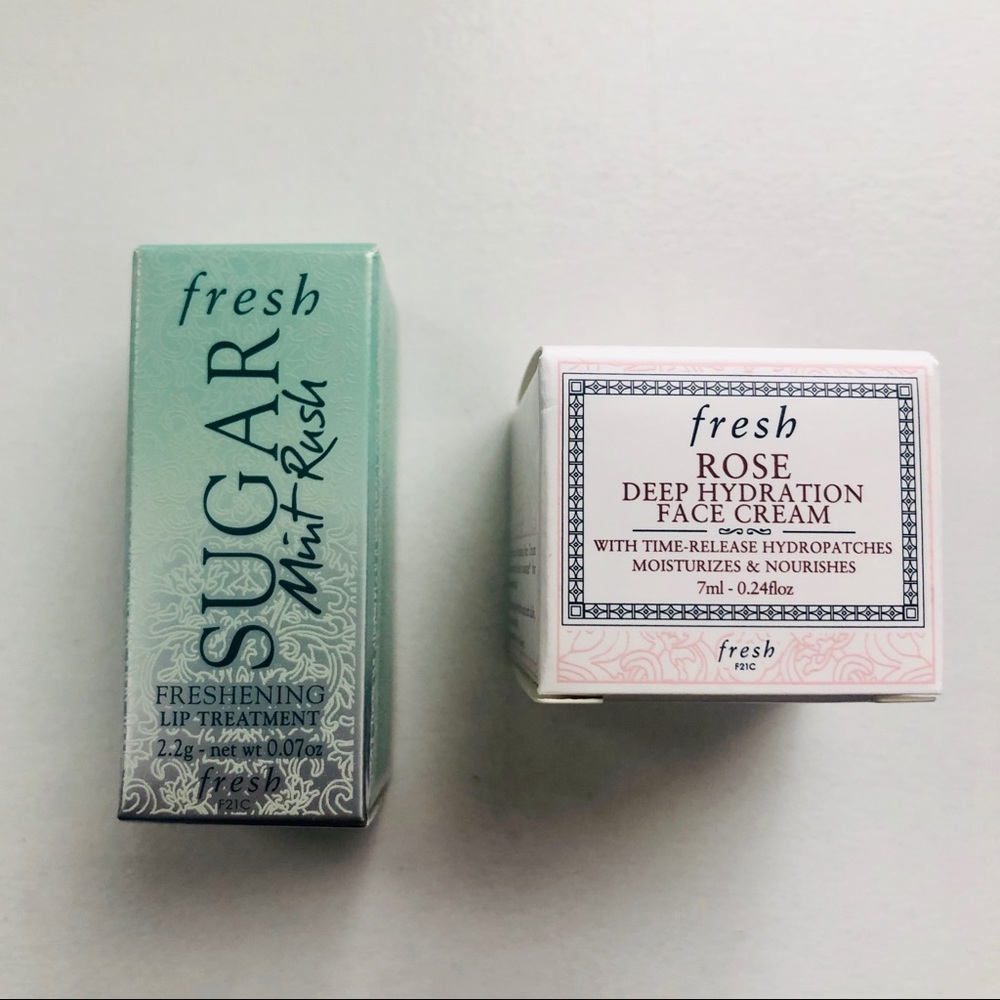 fresh
SUGAR
Mint Rush
FRESHENING
LIP TREATMENT
2.2g - net wt 0.07oz
fresh
F21C
fresh
ROSE
DEEP HYDRATION
FACE CREAM
WITH TIME-RELEASE HYDROPATCHES
MOISTURIZES & NOURISHES
7ml - 0.24floz
fresh
F21C